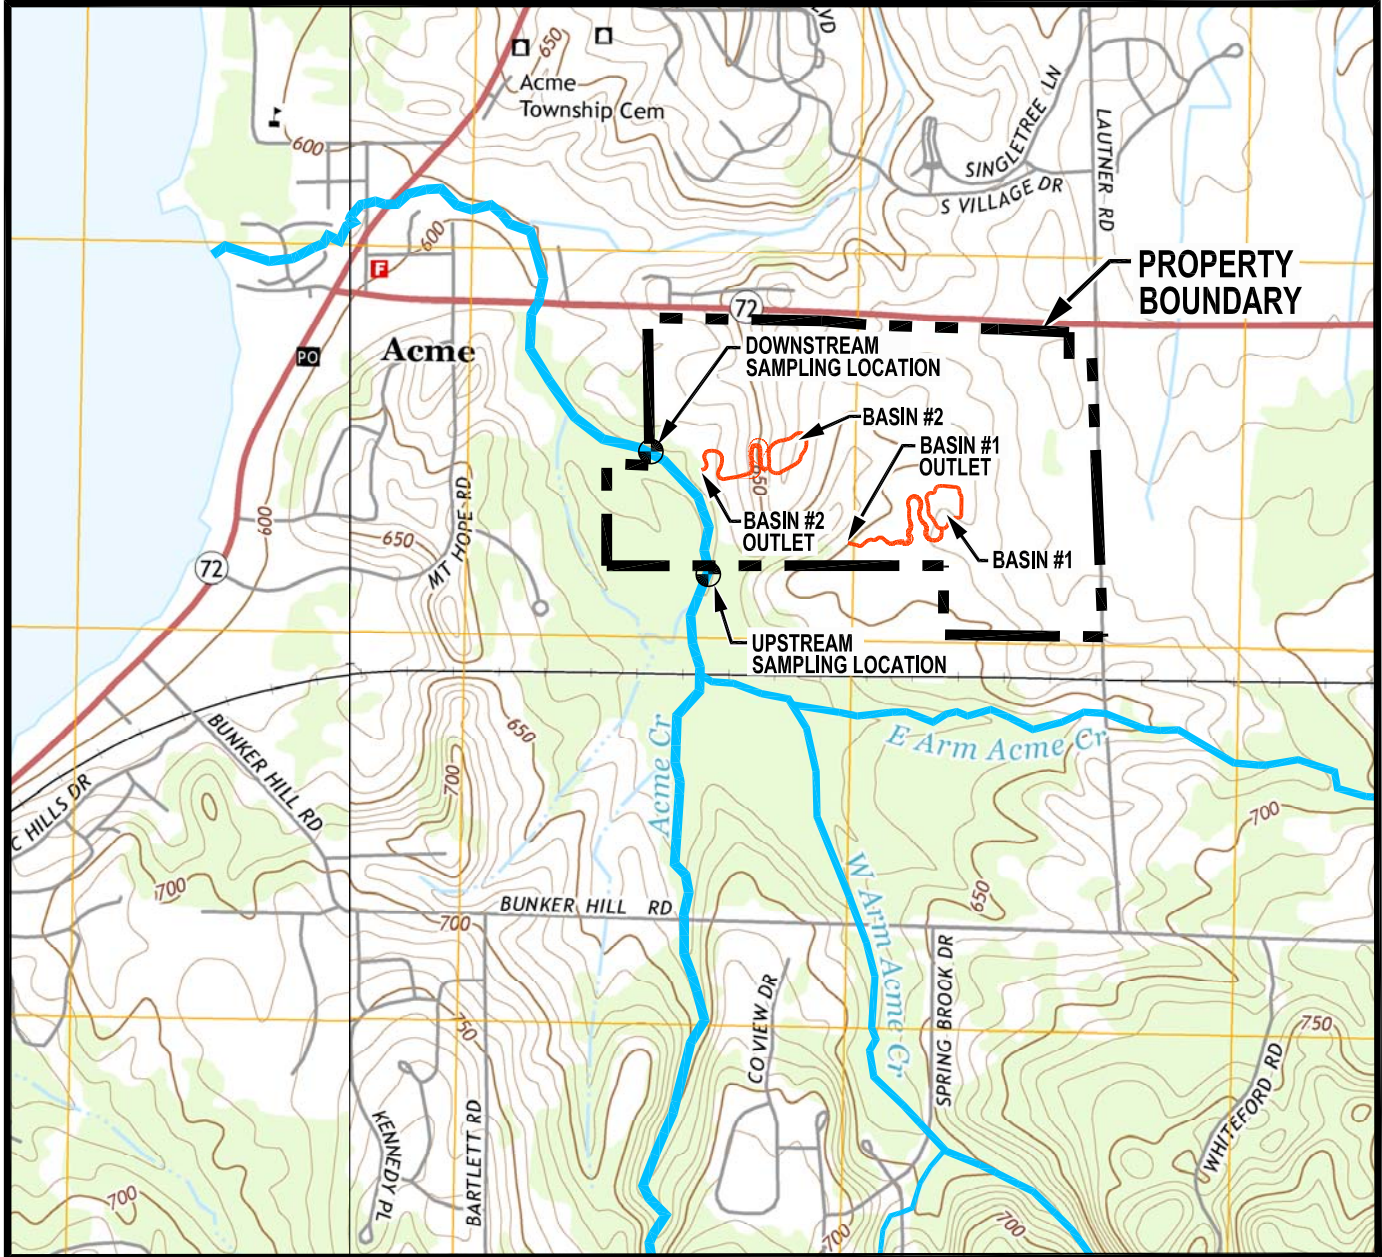 LVD
650
Acme
Township Cem
600
SINGLETREE LN
LAUTNER RD
S VILLAGE DR
600
F
PROPERTY
BOUNDARY
72
PO
Acme
DOWNSTREAM
SAMPLING LOCATION
BASIN #2
BASIN #1
OUTLET
650
MT HOPE RD
600
650
BASIN #2
OUTLET
BASIN #1
72
UPSTREAM
SAMPLING LOCATION
BUNKER HILL RD
650
700
Acme Cr
E Arm Acme Cr
C HILLS DR
700
700
W Arm Acme Cr
650
BUNKER HILL RD
700
SPRING BROCK DR
CO VIEW DR
750
750
WHITEFORD RD
KENNEDY PL
BARTLETT RD
700
700
700